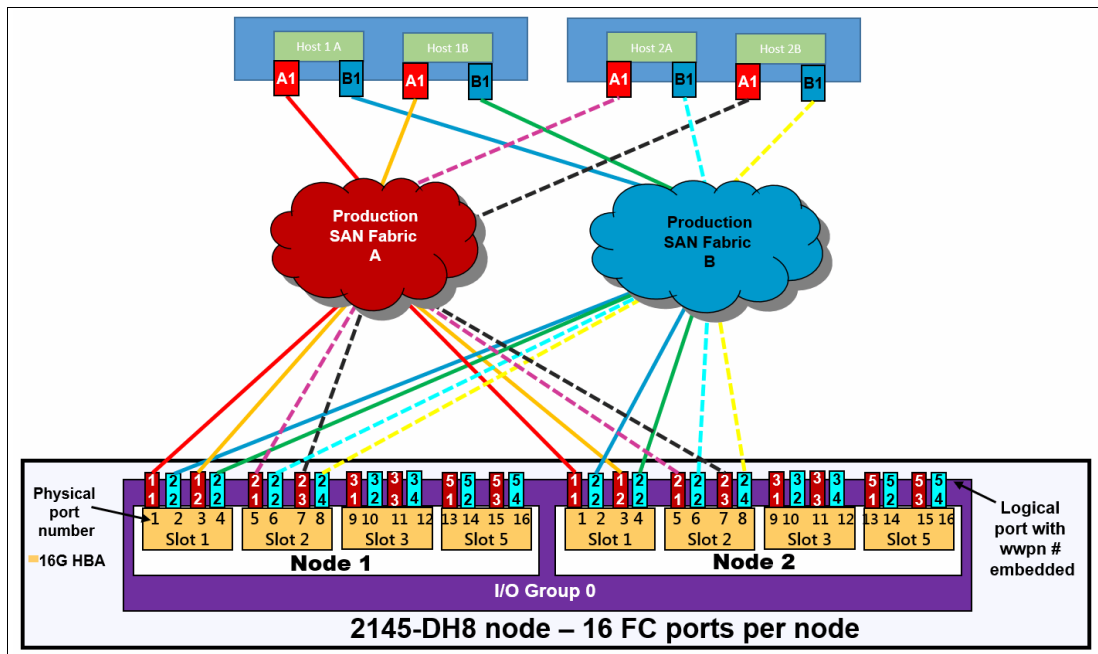 Host 1 A
Host 1B
Host 2A
Host 2B
A1
B1
A1
B1
A1
B1
A1
B1
Production
SAN Fabric
A
Production
SAN Fabric
B
1 2 1 2 2 2 2 2 3 3 3 3 5 5 5 5
1 2 2 4 1 2 3 4 1 2 3 4 1 2 3 4
1 2 1 2 2 2 2 2 3 3 3 3 5 5 5 5
1 2 2 4 1 2 3 4 1 2 3 4 1 2 3 4
Physical
port
number
16G HBA
1 2 3 4
Slot 1
5 6 7 8
Slot 2
9 10 11 12
Slot 3
13 14 15 16
Slot 5
Node 1
1 2 3 4
Slot 1
5 6 7 8
Slot 2
9 10 11 12
Slot 3
13 14 15 16
Slot 5
Node 2
Logical
port with
wwpn #
embedded
I/O Group 0
2145-DH8 node – 16 FC ports per node